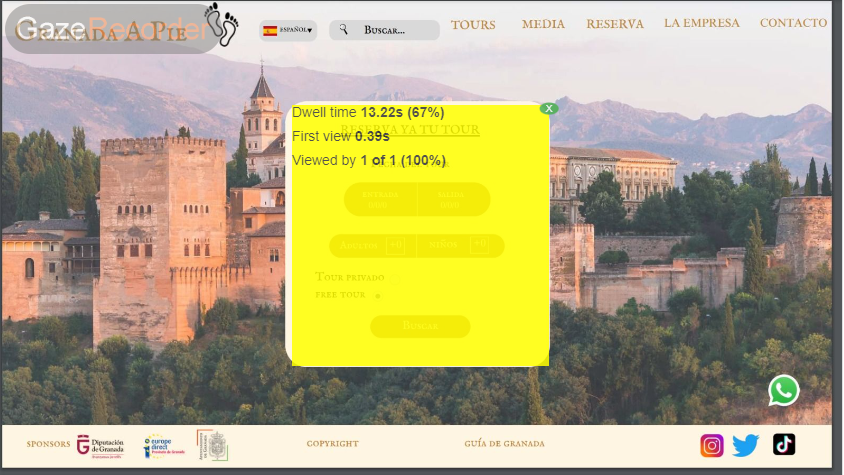 GazeRecorder
Granada A Pie
ESPAÑOL
Buscar...
TOURS
MEDIA
RESERVA
LA EMPRESA
CONTACTO
X
Dwell time 13.22s (67%)
RESERVA YA TU TOUR
First view 0.39s
Viewed by 1 of 1 (100%)
ENTRADA
SALIDA
Adultos +0
NIÑOS +0
Tour privado
FREE TOUR
Buscar
SPONSORS
Diputación
de Granada
europe
direct
COPYRIGHT
GUÍA DE GRANADA